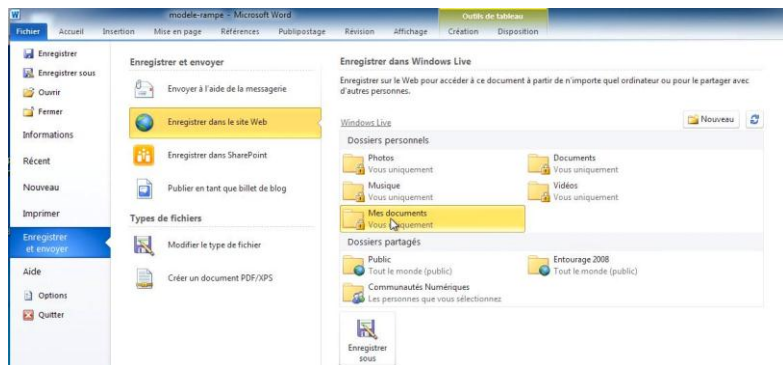 modele-rampe - Microsoft Word
Outils de tableau
Fichier Accueil Insertion Mise en page Références Publipostage Révision Affichage Création Disposition
Enregistrer
Enregistrer sous
Ouvrir
Fermer
Informations
Récent
Nouveau
Imprimer
Enregistrer
et envoyer
Aide
Options
Quitter
Enregistrer et envoyer
Envoyer à l'aide de la messagerie
Enregistrer dans le site Web
Enregistrer dans SharePoint
Publier en tant que billet de blog
Types de fichiers
Modifier le type de fichier
Créer un document PDF/XPS
Enregistrer dans Windows Live
Enregistrer sur le Web pour accéder à ce document à partir de n'importe quel ordinateur ou pour le partager avec
d'autres personnes.
Windows Live
Nouveau
Dossiers personnels
Photos
Vous uniquement
Documents
Vous uniquement
Musique
Vous uniquement
Vidéos
Vous uniquement
Mes documents
Vous uniquement
Dossiers partagés
Public
Tout le monde (public)
Entourage 2008
Tout le monde (public)
Communautés Numériques
Les personnes que vous sélectionnez
Enregistrer
sous